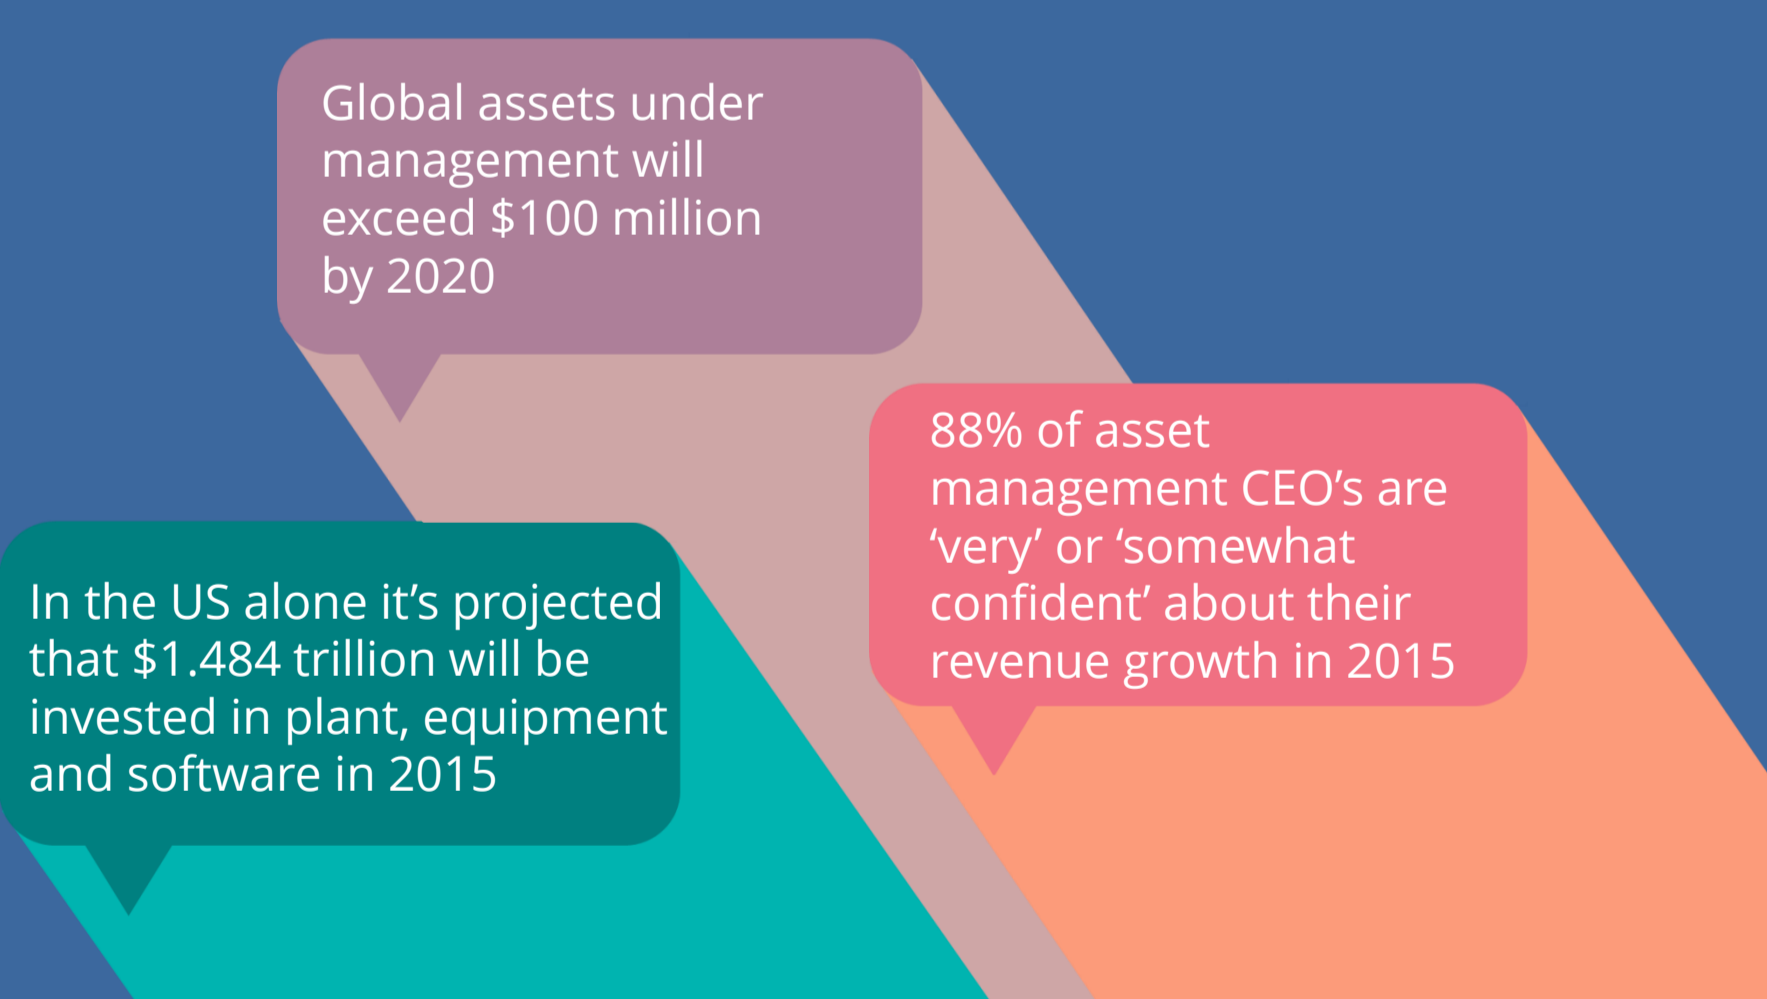 Global assets under
management will
exceed $100 million
by 2020
88% of asset
management CEO’s are
‘very’ or ‘somewhat
confident’ about their
revenue growth in 2015
In the US alone it’s projected
that $1.484 trillion will be
invested in plant, equipment
and software in 2015